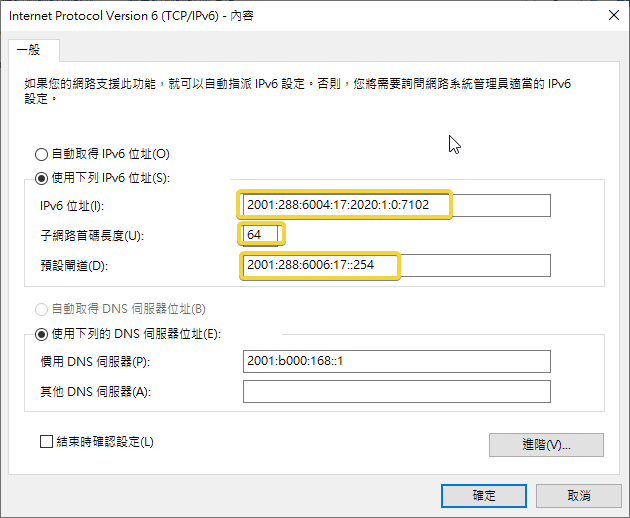 Internet Protocol Version 6 (TCP/IPv6) - 內容
一般
如果您的網路支援此功能，就可以自動指派 IPv6 設定。否則，您將需要詢問網路系統管理員適當的 IPv6
設定。
自動取得 IPv6 位址(O)
使用下列 IPv6 位址(S):
IPv6 位址(I): 2001:288:6004:17:2020:1:0:7102
子網路首碼長度(U): 64
預設閘道(D): 2001:288:6006:17::254
自動取得 DNS 伺服器位址(B)
使用下列的 DNS 伺服器位址(E):
慣用 DNS 伺服器(P): 2001:b000:168::1
其他 DNS 伺服器(A):
結束時確認設定(L)
進階(V)...
確定 取消